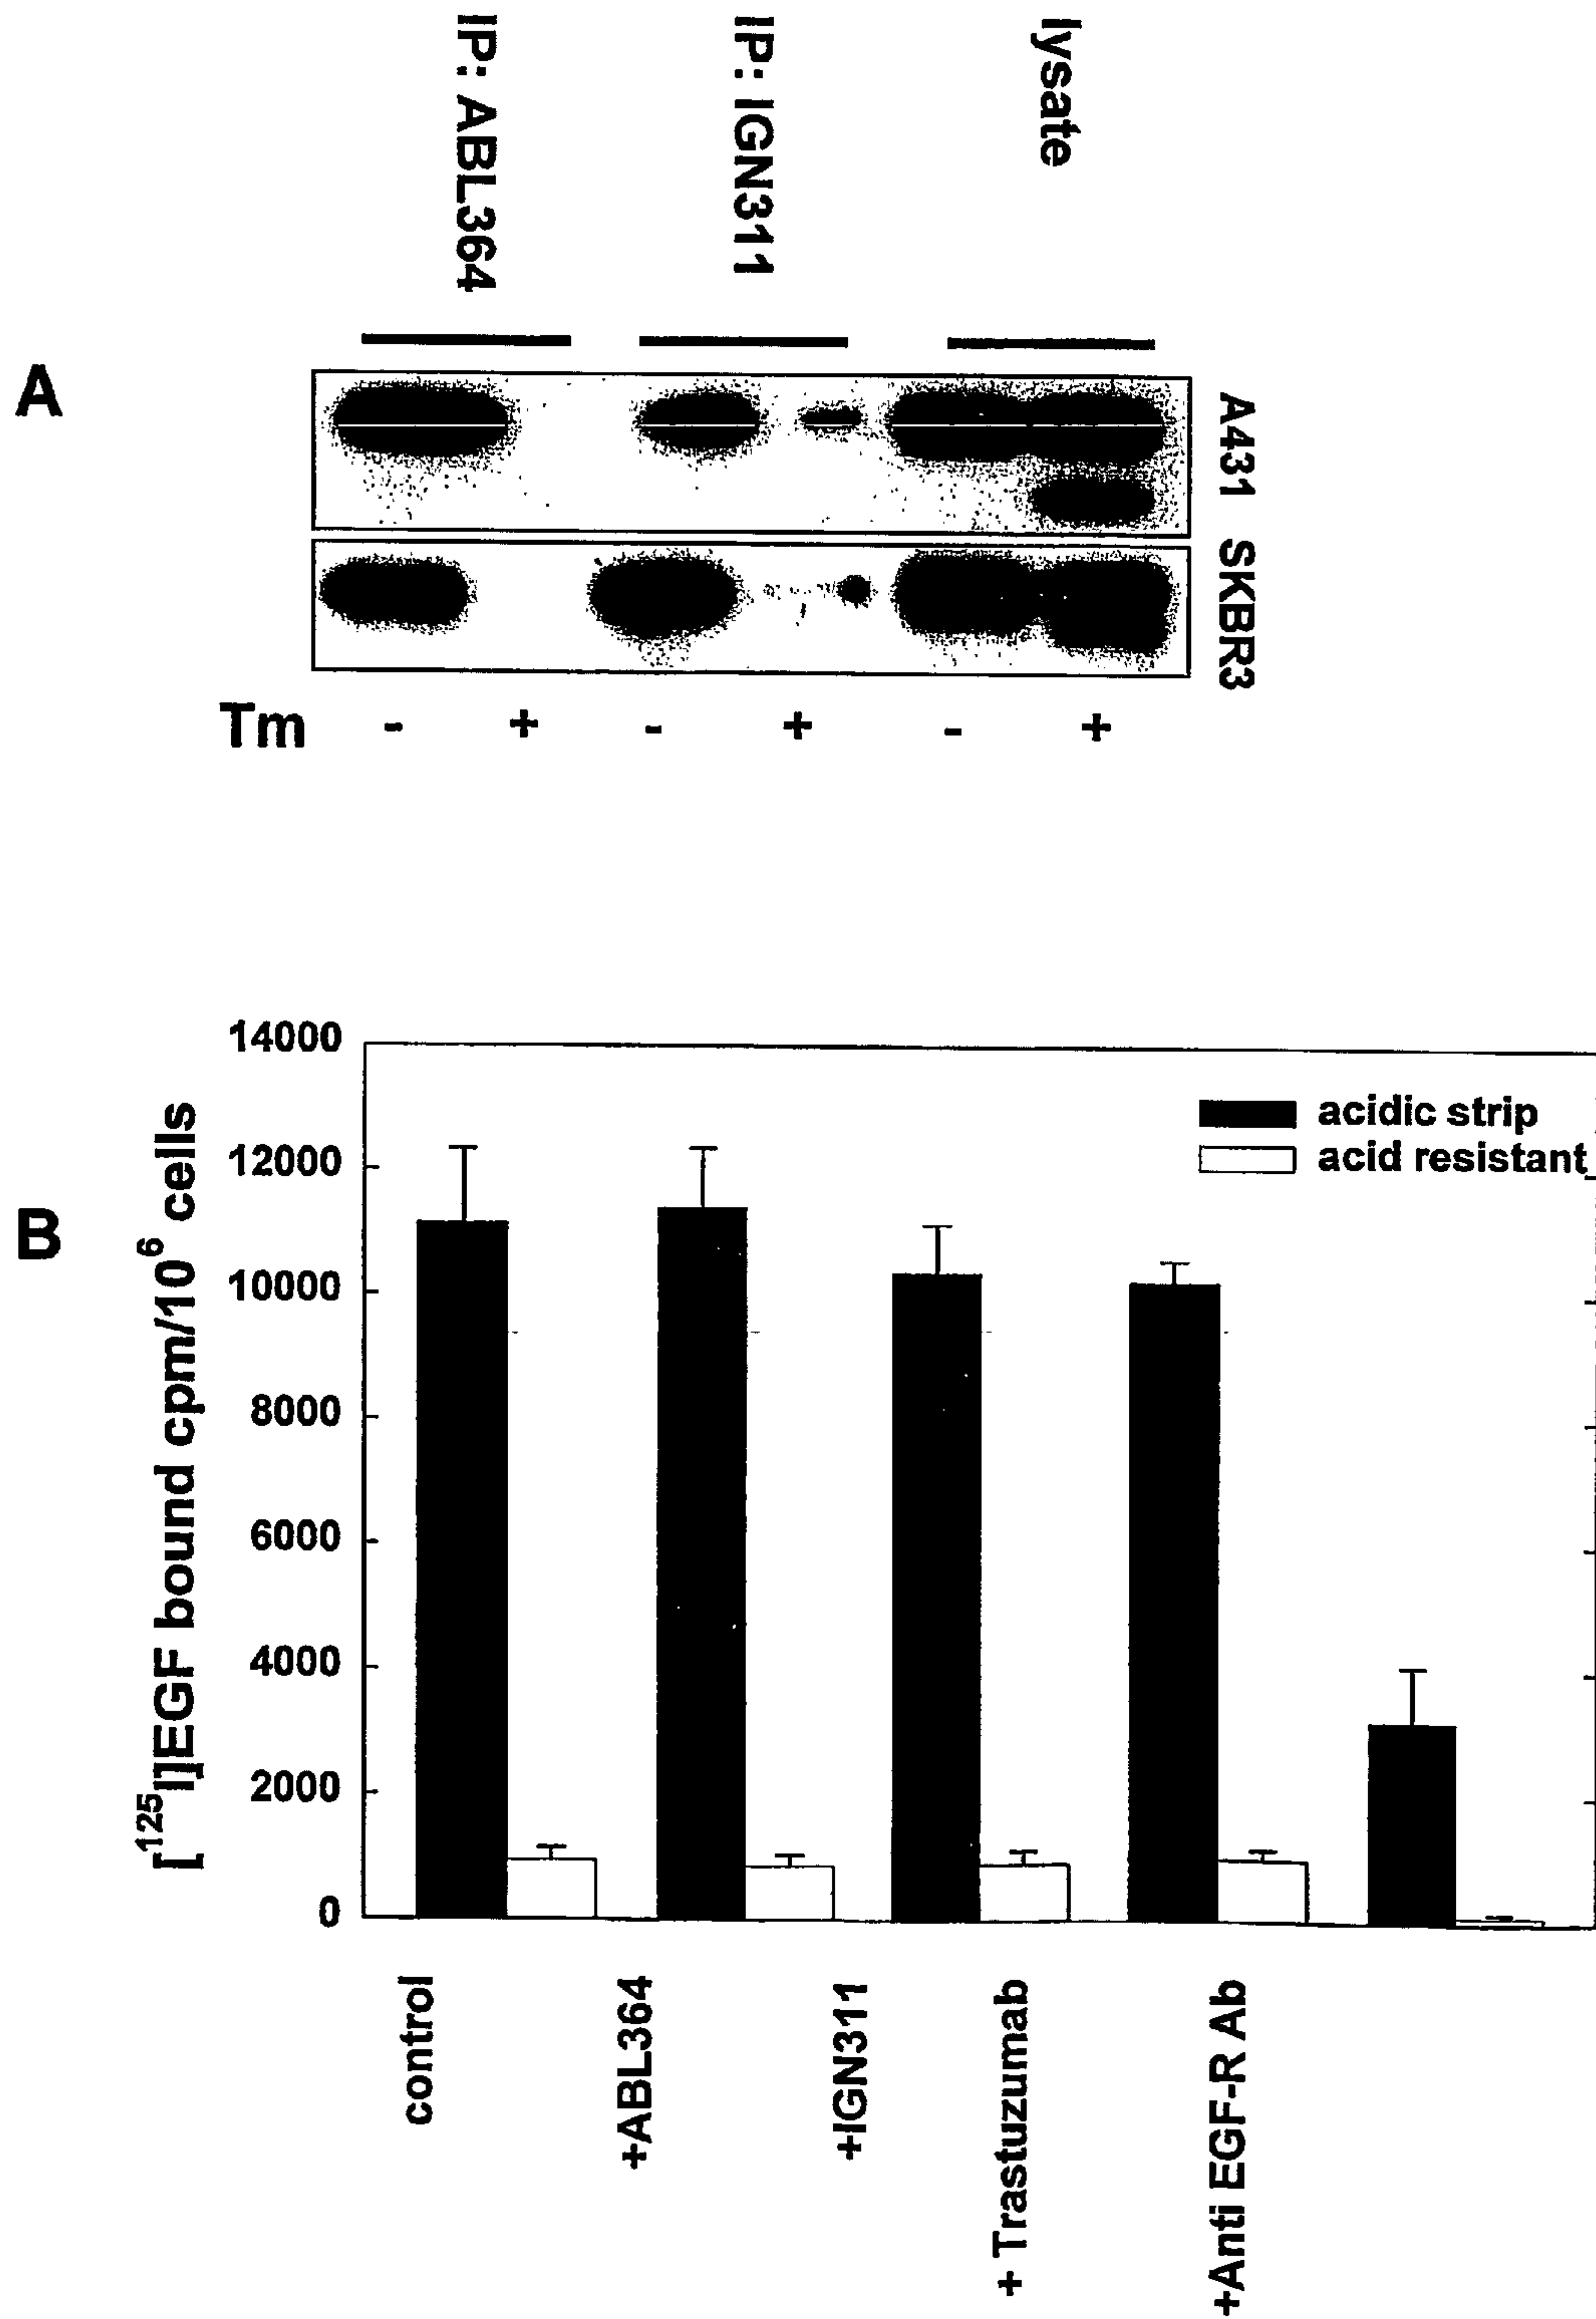 IP: ABL364
IP: IGN311
lysate
A
A431
SKBR3
Tm - + - + - +
B
[125I]EGF bound cpm/10^6 cells
14000
12000
10000
8000
6000
4000
2000
0
acidic strip
acid resistant
control
+ABL364
+IGN311
+ Trastuzumab
+Anti EGF-R Ab